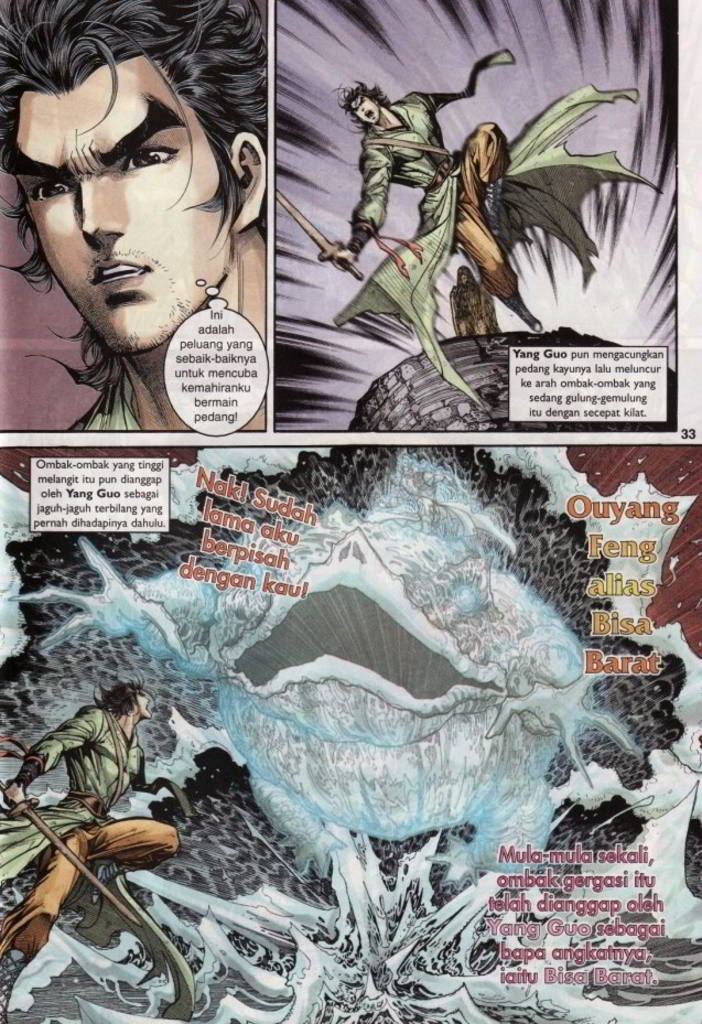 Ini
adalah
peluang yang
sebaik-baiknya
untuk mencuba
kemahiranku
bermain
pedang!
Yang Guo pun mengacungkan
pedang kayunya lalu meluncur
ke arah ombak-ombak yang
sedang gulung-gemulung
itu dengan secepat kilat.
33
Ombak-ombak yang tinggi
melangit itu pun dianggap
oleh Yang Guo sebagai
jaguh-jaguh terbilang yang
pernah dihadapinya dahulu.
Nak! Sudah
lama aku
berpisah
dengan kau!
Ouyang
Feng
alias
Bisa
Barat
Mula-mula sekali,
ombak gergasi itu
telah dianggap oleh
Yang Guo sebagai
bapa angkatnya,
iaitu Bisa Barat.